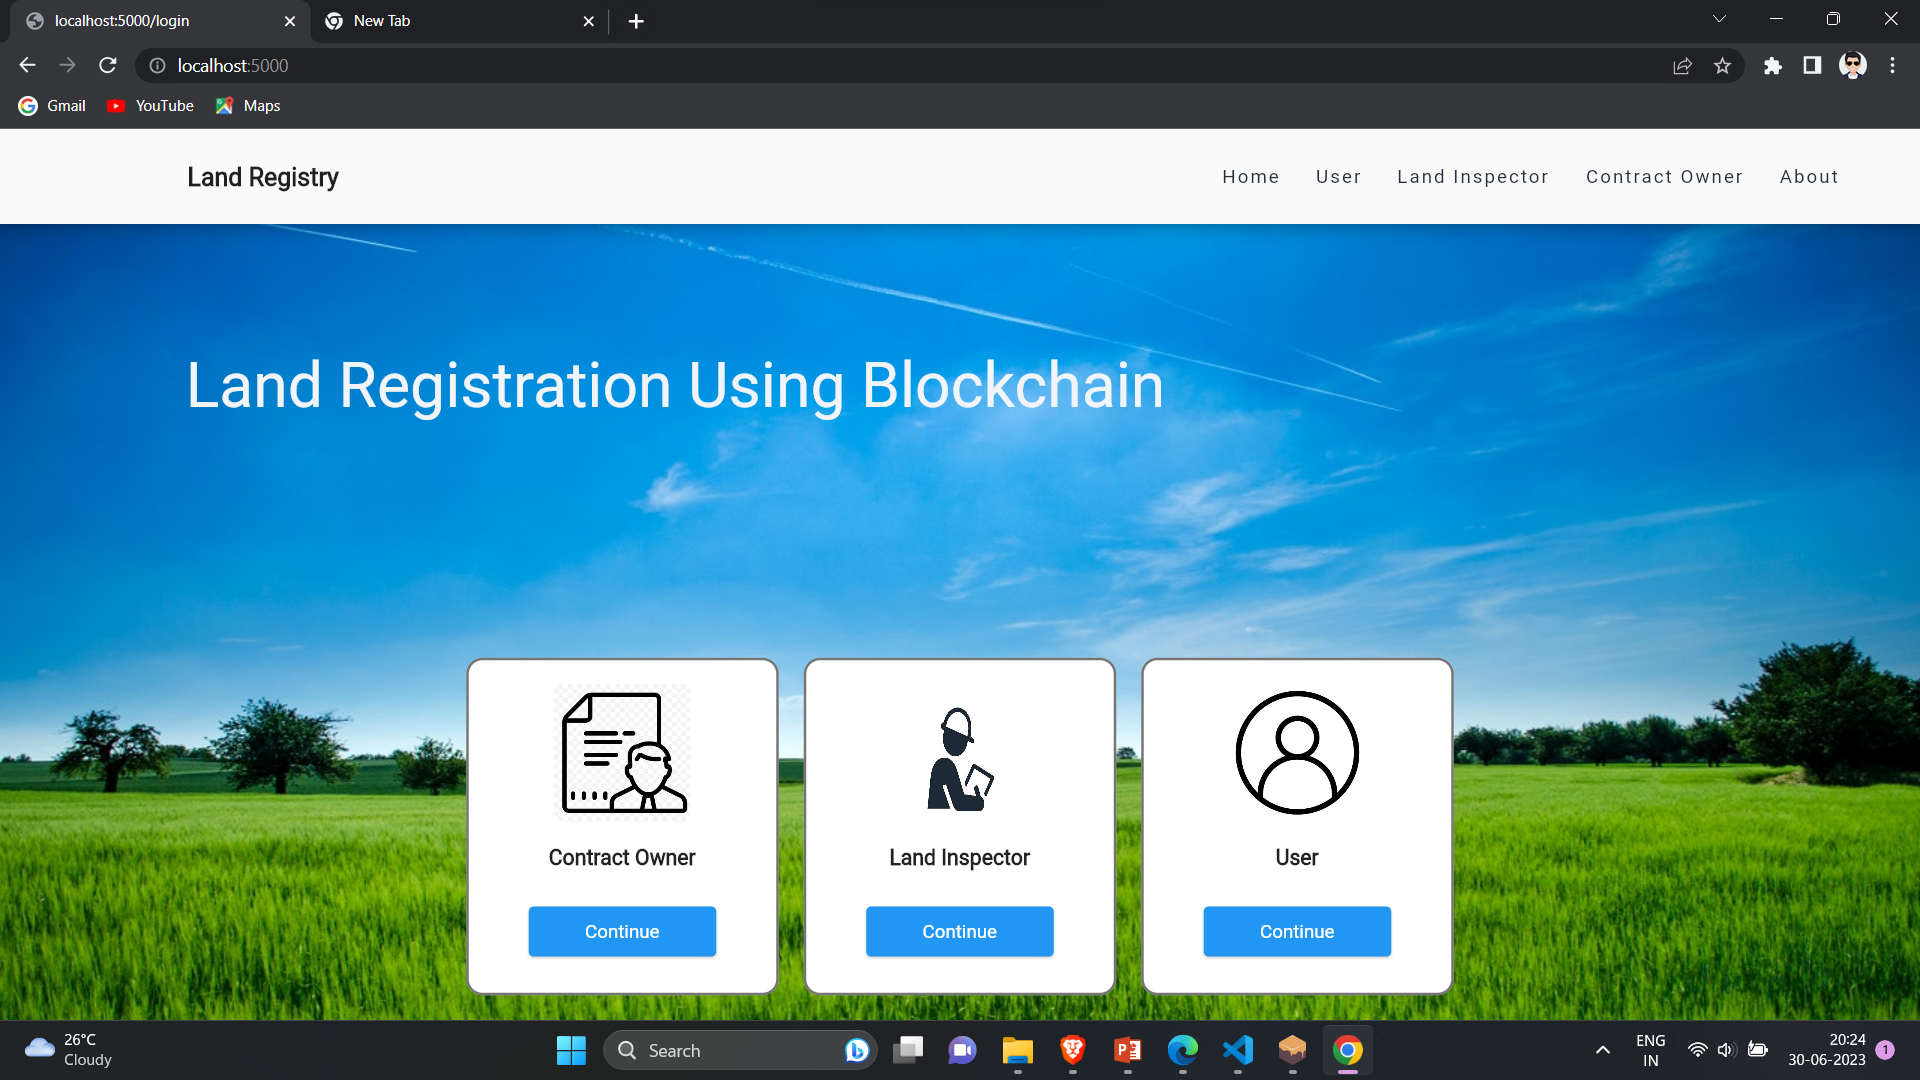 localhost:5000/login
New Tab
localhost:5000
Gmail
YouTube
Maps
Land Registry
Home
User
Land Inspector
Contract Owner
About
Land Registration Using Blockchain
Contract Owner
Land Inspector
User
Continue
Continue
Continue
26°C
Cloudy
Search
ENG
IN
20:24
30-06-2023
1